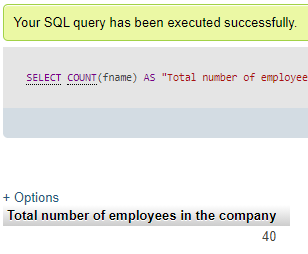 Your SQL query has been executed successfully.
SELECT COUNT(fname) AS "Total number of employee
+ Options
Total number of employees in the company
40